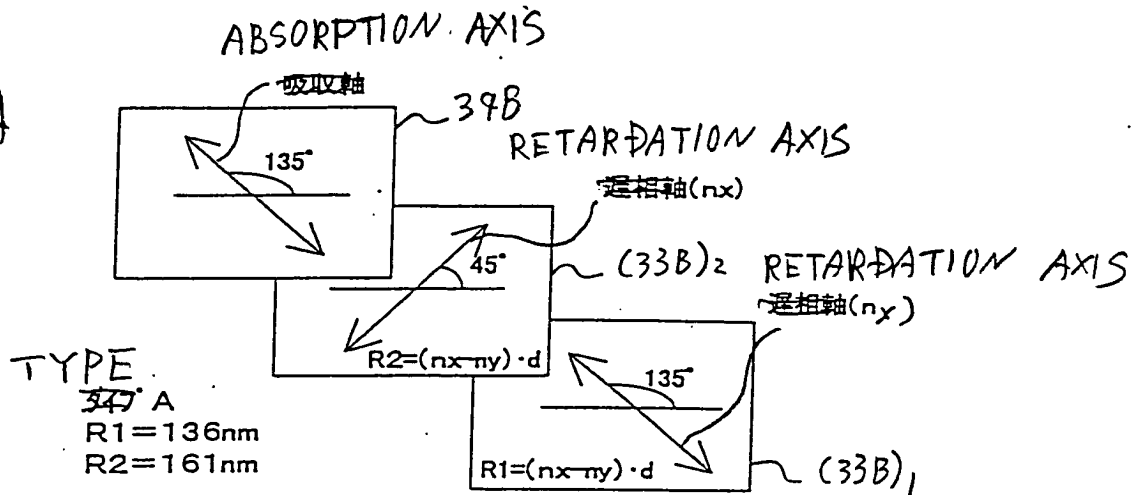 ABSORPTION AXIS
吸収軸
34B
135°
RETARDATION AXIS
遅相軸(nx)
45°
(33B)2
R2=(nx-ny)·d
RETARDATION AXIS
遅相軸(nx)
135°
R1=(nx-ny)·d
(33B)1
TYPE
タイプ A
R1=136nm
R2=161nm